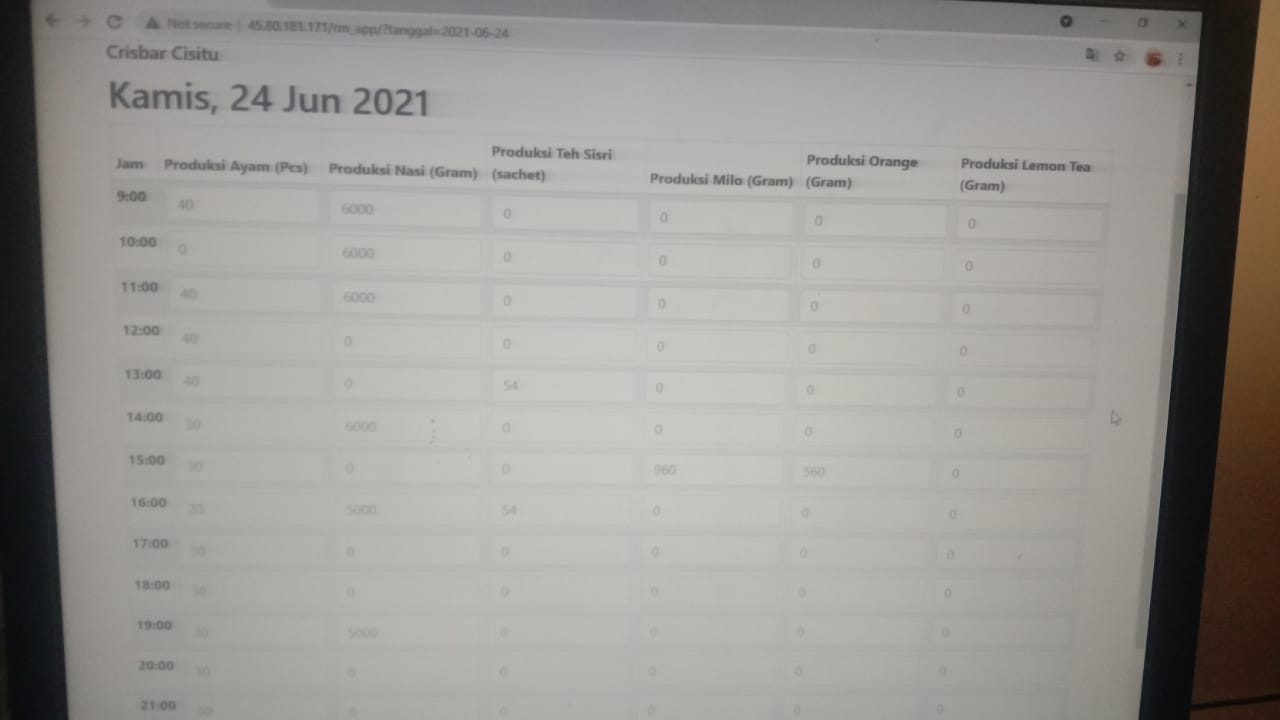 Not secure | 45.80.181.171/rm_app/?tanggal=2021-06-24
Crisbar Cisitu
Kamis, 24 Jun 2021
Jam Produksi Ayam (Pcs) Produksi Nasi (Gram) Produksi Teh Sisri (sachet) Produksi Milo (Gram) Produksi Orange (Gram) Produksi Lemon Tea (Gram)
9:00 40 6000 0 0 0 0
10:00 0 6000 0 0 0 0
11:00 40 6000 0 0 0 0
12:00 40 0 0 0 0 0
13:00 40 0 54 0 0 0
14:00 30 6000 0 0 0 0
15:00 30 0 0 960 560 0
16:00 5000 54 0 0 0
17:00 30 0 0 0 0 0
18:00 30 0 0 0 0 0
19:00 30 5000 0 0 0 0
20:00 30 0 0 0 0 0
21:00 30 0 0 0 0 0